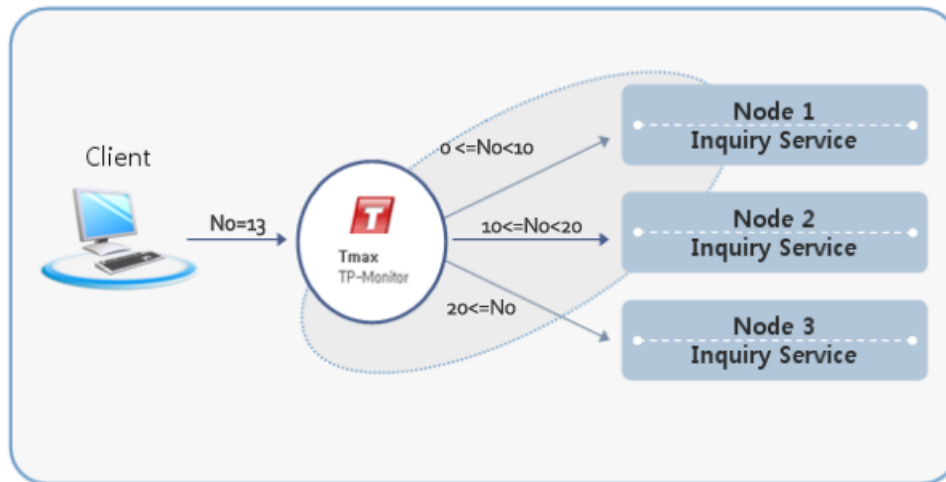 Client
No=13
T
Tmax
TP-Monitor
0 <=No<10
10<=No<20
20<=No
Node 1
Inquiry Service
Node 2
Inquiry Service
Node 3
Inquiry Service